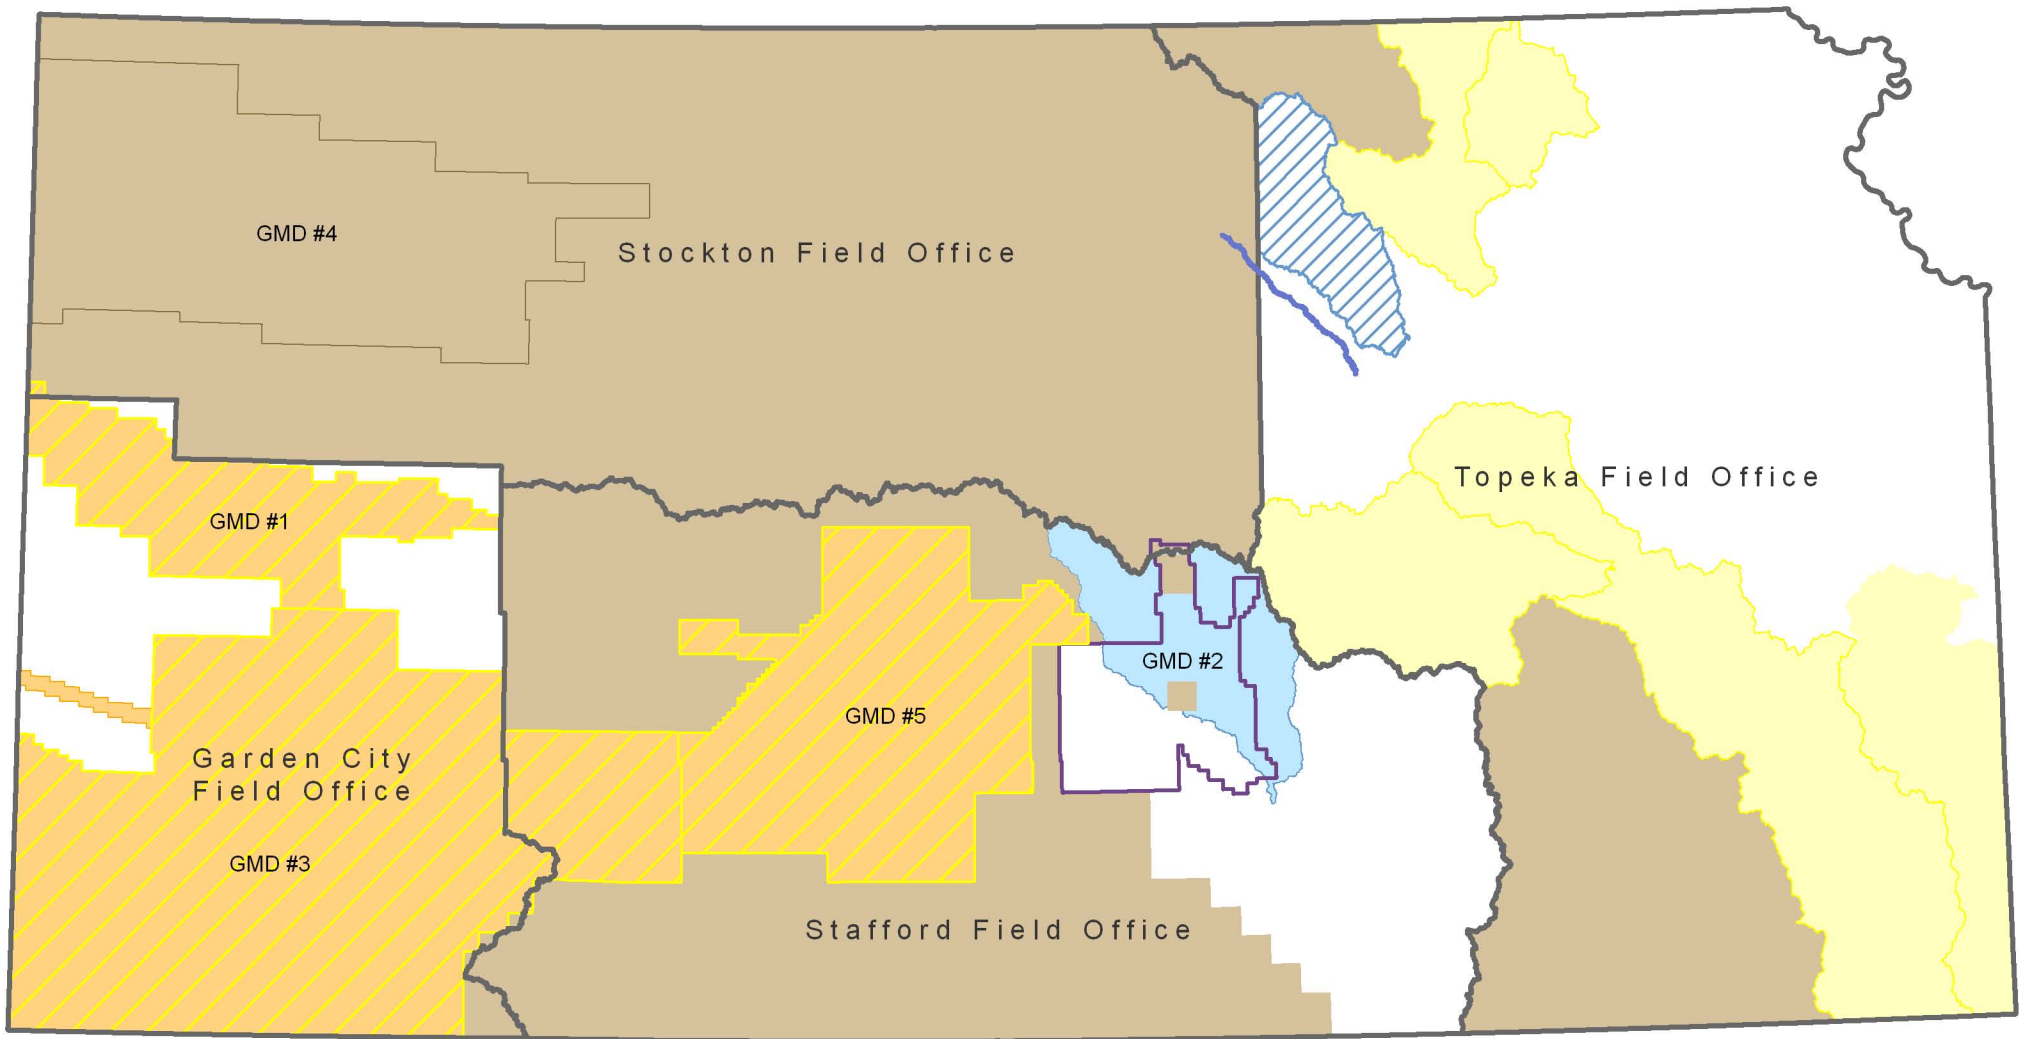 GMD #4
Stockton Field Office
Topeka Field Office
GMD #1
GMD #2
GMD #5
Garden City
Field Office
GMD #3
Stafford Field Office